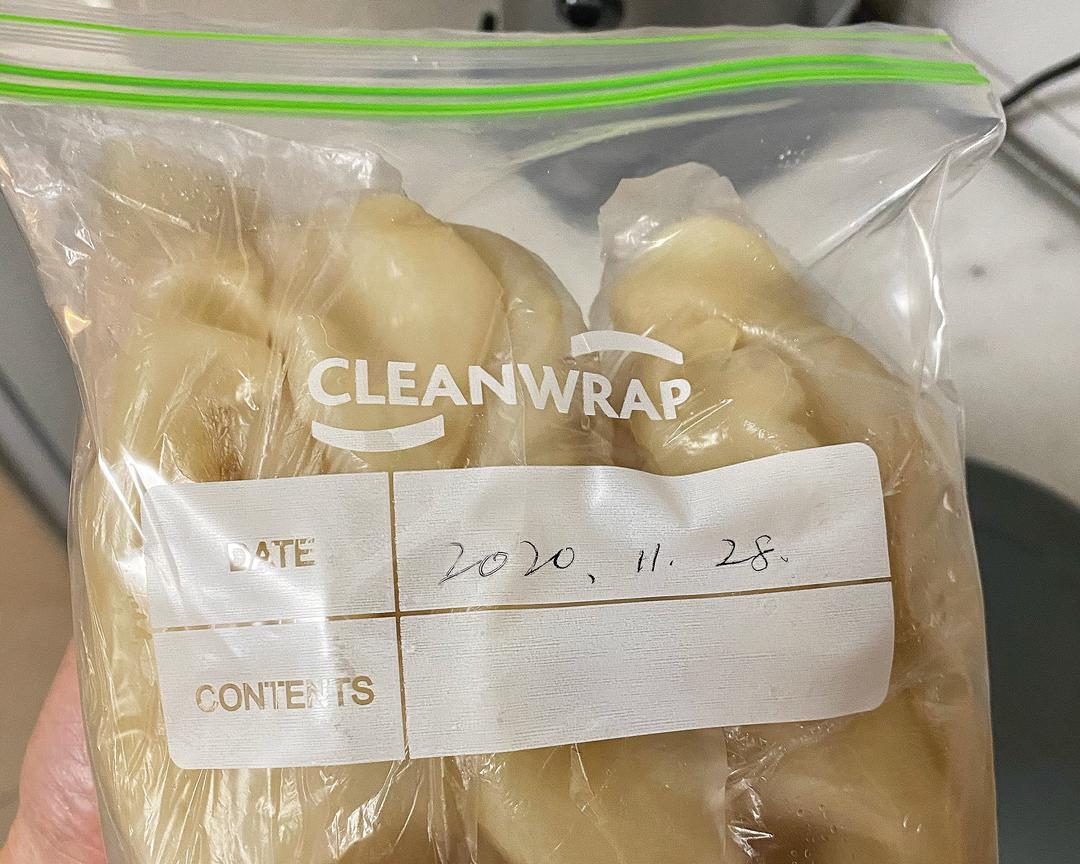 CLEANWRAP
DATE 2020. 11. 28.
CONTENTS